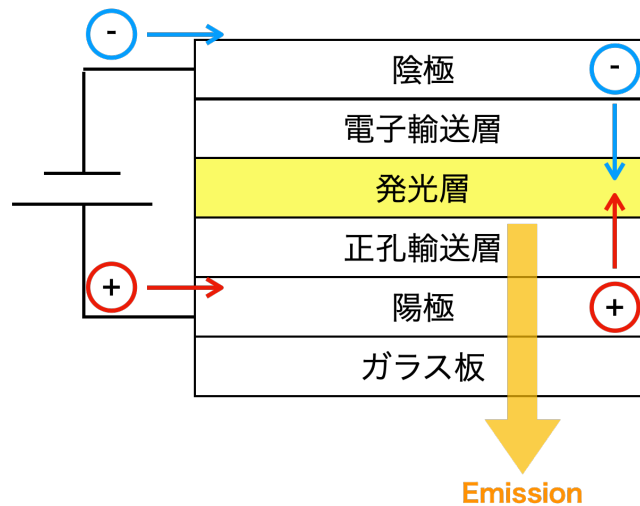 -
陰極
-
電子輸送層
発光層
正孔輸送層
+
陽極
+
ガラス板
Emission